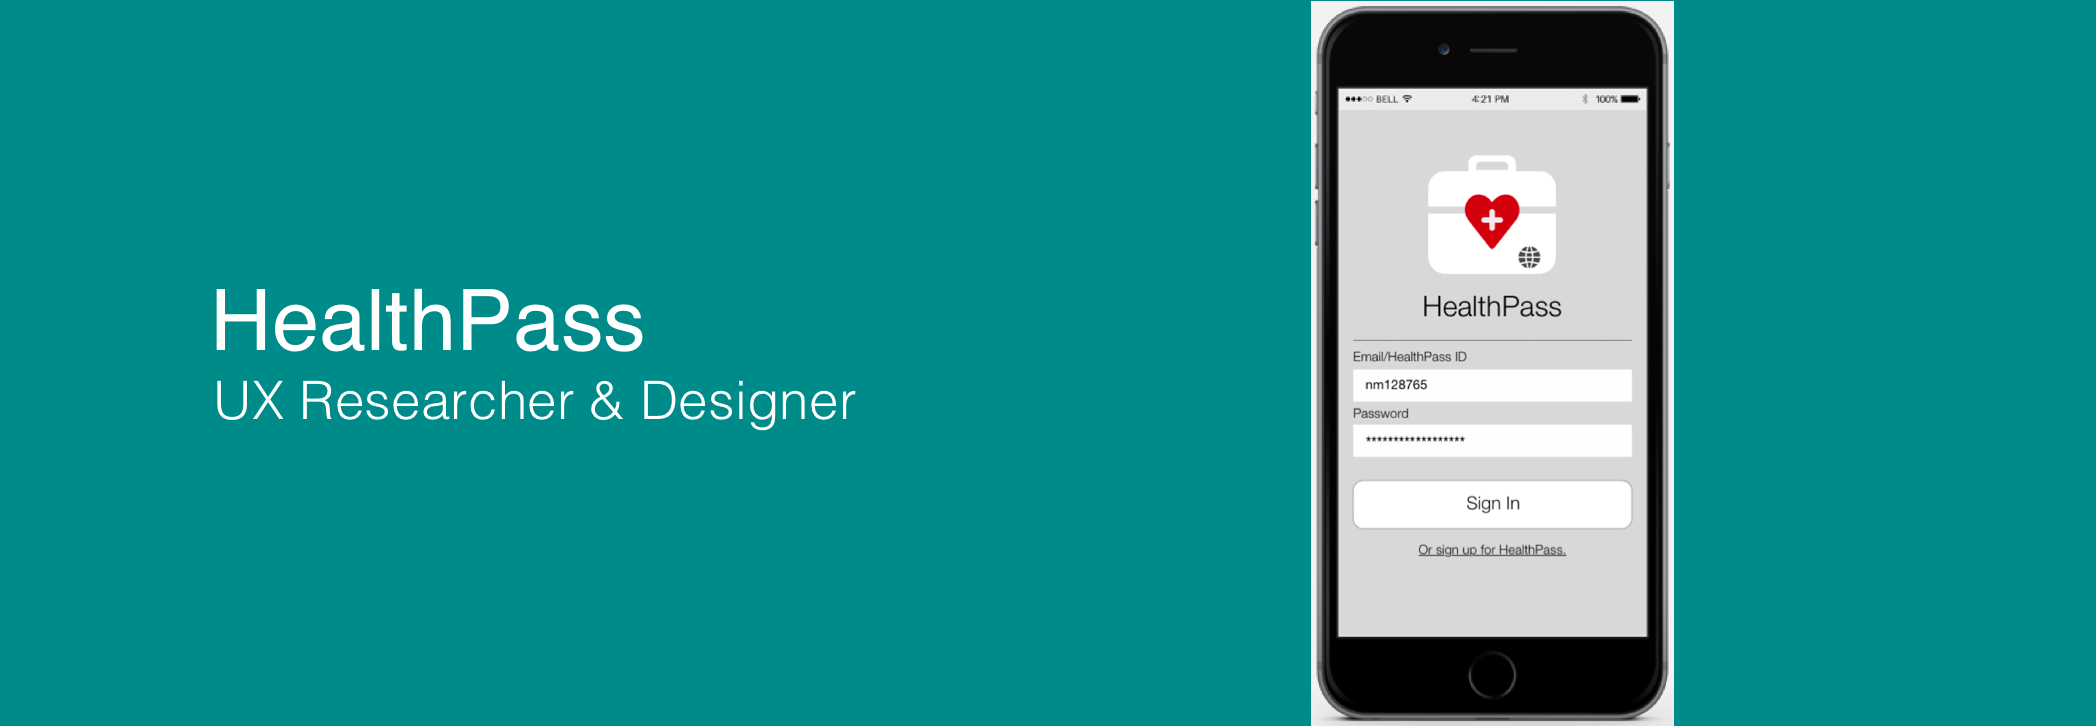 HealthPass
UX Researcher & Designer
BELL 4:21 PM 100%
HealthPass
Email/HealthPass ID
nm128765
Password
******************
Sign In
Or sign up for HealthPass.